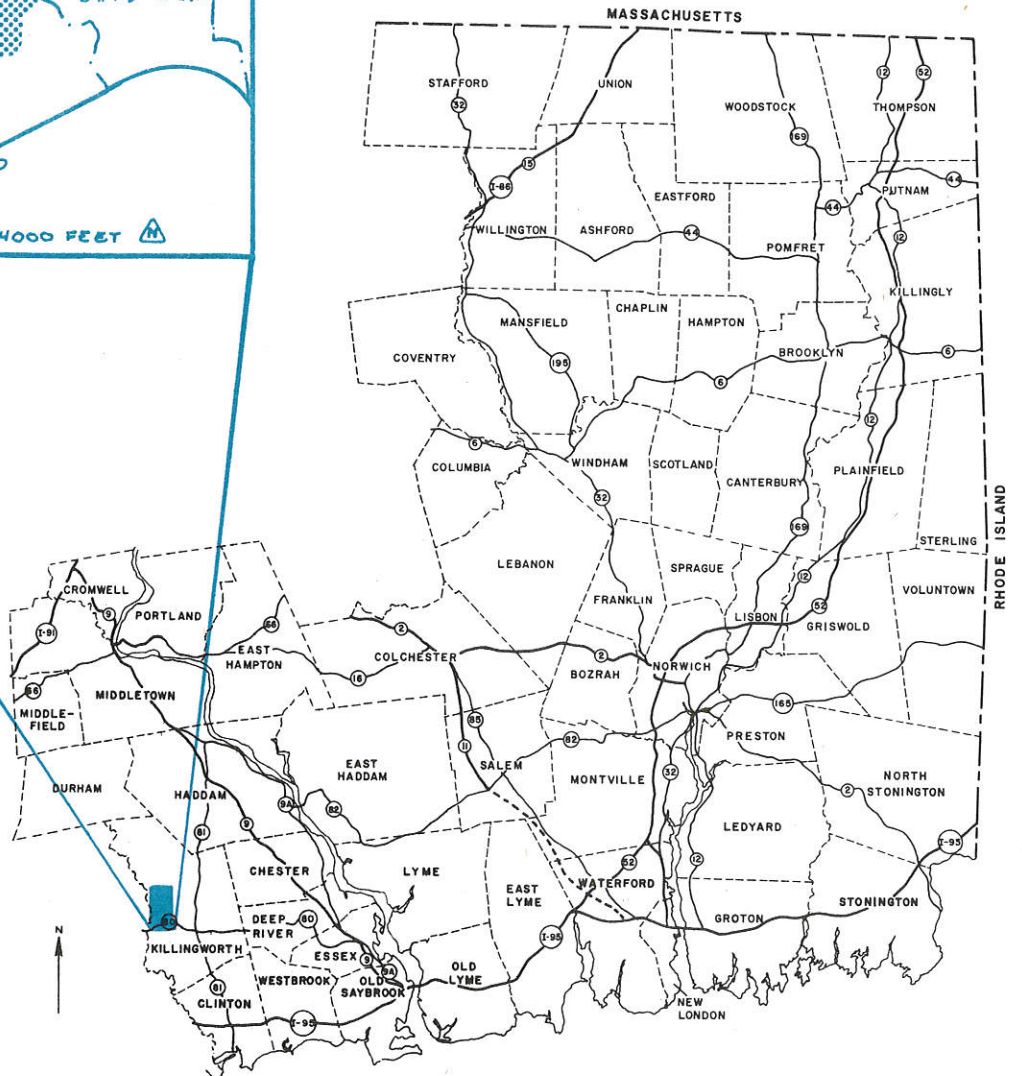 MASSACHUSETTS
STAFFORD
32
UNION
WOODSTOCK
169
12
52
THOMPSON
15
I-86
4000 FEET
N
EASTFORD
44
PUTNAM
44
WILLINGTON
ASHFORD
44
POMFRET
12
KILLINGLY
MANSFIELD
CHAPLIN
HAMPTON
COVENTRY
195
BROOKLYN
6
6
12
6
COLUMBIA
WINDHAM
SCOTLAND
CANTERBURY
PLAINFIELD
32
169
RHODE ISLAND
STERLING
LEBANON
SPRAGUE
12
CROMWELL
PORTLAND
9
FRANKLIN
LISBON
52
GRISWOLD
VOLUNTOWN
I-91
66
2
EAST
HAMPTON
COLCHESTER
2
NORWICH
16
BOZRAH
66
MIDDLETOWN
165
MIDDLE-
FIELD
85
82
PRESTON
11
SALEM
EAST
HADDAM
MONTVILLE
32
NORTH
STONINGTON
DURHAM
HADDAM
9A
82
2
81
9
LEDYARD
I-95
CHESTER
LYME
52
12
EAST
LYME
WATERFORD
STONINGTON
80
DEEP
RIVER
80
GROTON
N
KILLINGWORTH
I-95
ESSEX
9
9A
OLD
LYME
WESTBROOK
OLD
SAYBROOK
81
CLINTON
NEW
LONDON
I-95